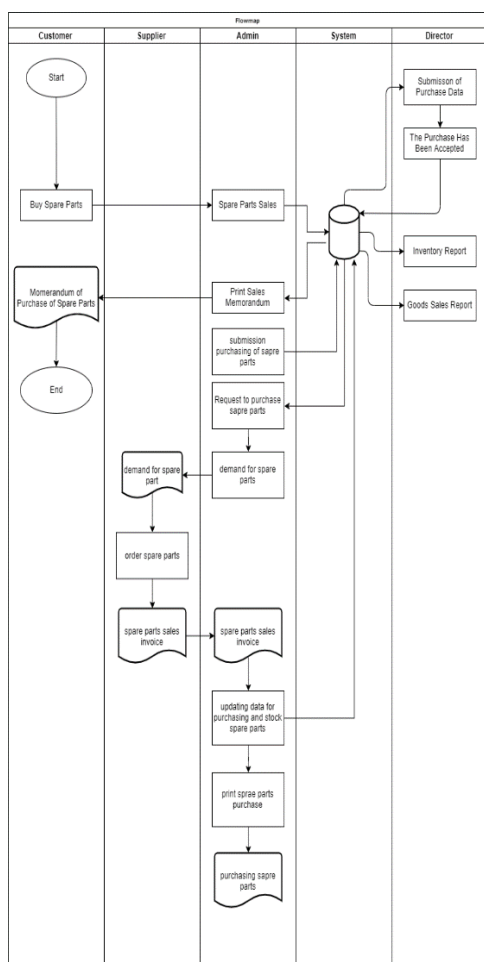 Flowmap
Customer
Supplier
Admin
System
Director
Start
Submisson of
Purchase Data
The Purchase Has
Been Accepted
Buy Spare Parts
Spare Parts Sales
Inventory Report
Momerandum of
Purchase of Spare Parts
Print Sales
Memorandum
Goods Sales Report
submission
purchasing of sapre
parts
End
Request to purchase
sapre parts
demand for spare
part
demand for spare
parts
order spare parts
spare parts sales
invoice
spare parts sales
invoice
updating data for
purchasing and stock
spare parts
print sprae parts
purchase
purchasing sapre
parts